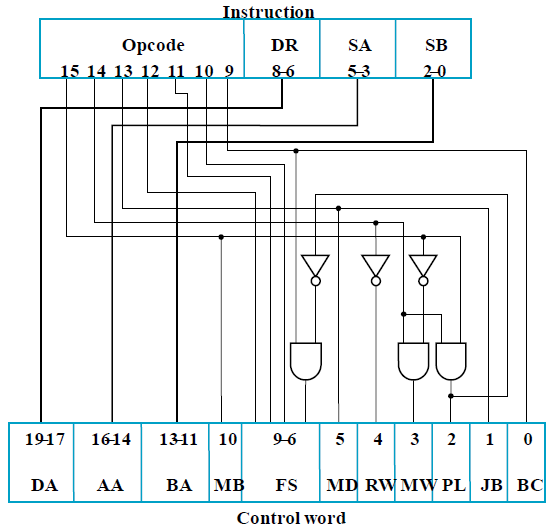 Instruction
Opcode DR SA SB
15 14 13 12 11 10 9 8-6 5-3 2-0
19-17 16-14 13-11 10 9-6 5 4 3 2 1 0
DA AA BA MB FS MD RW MW PL JB BC
Control word